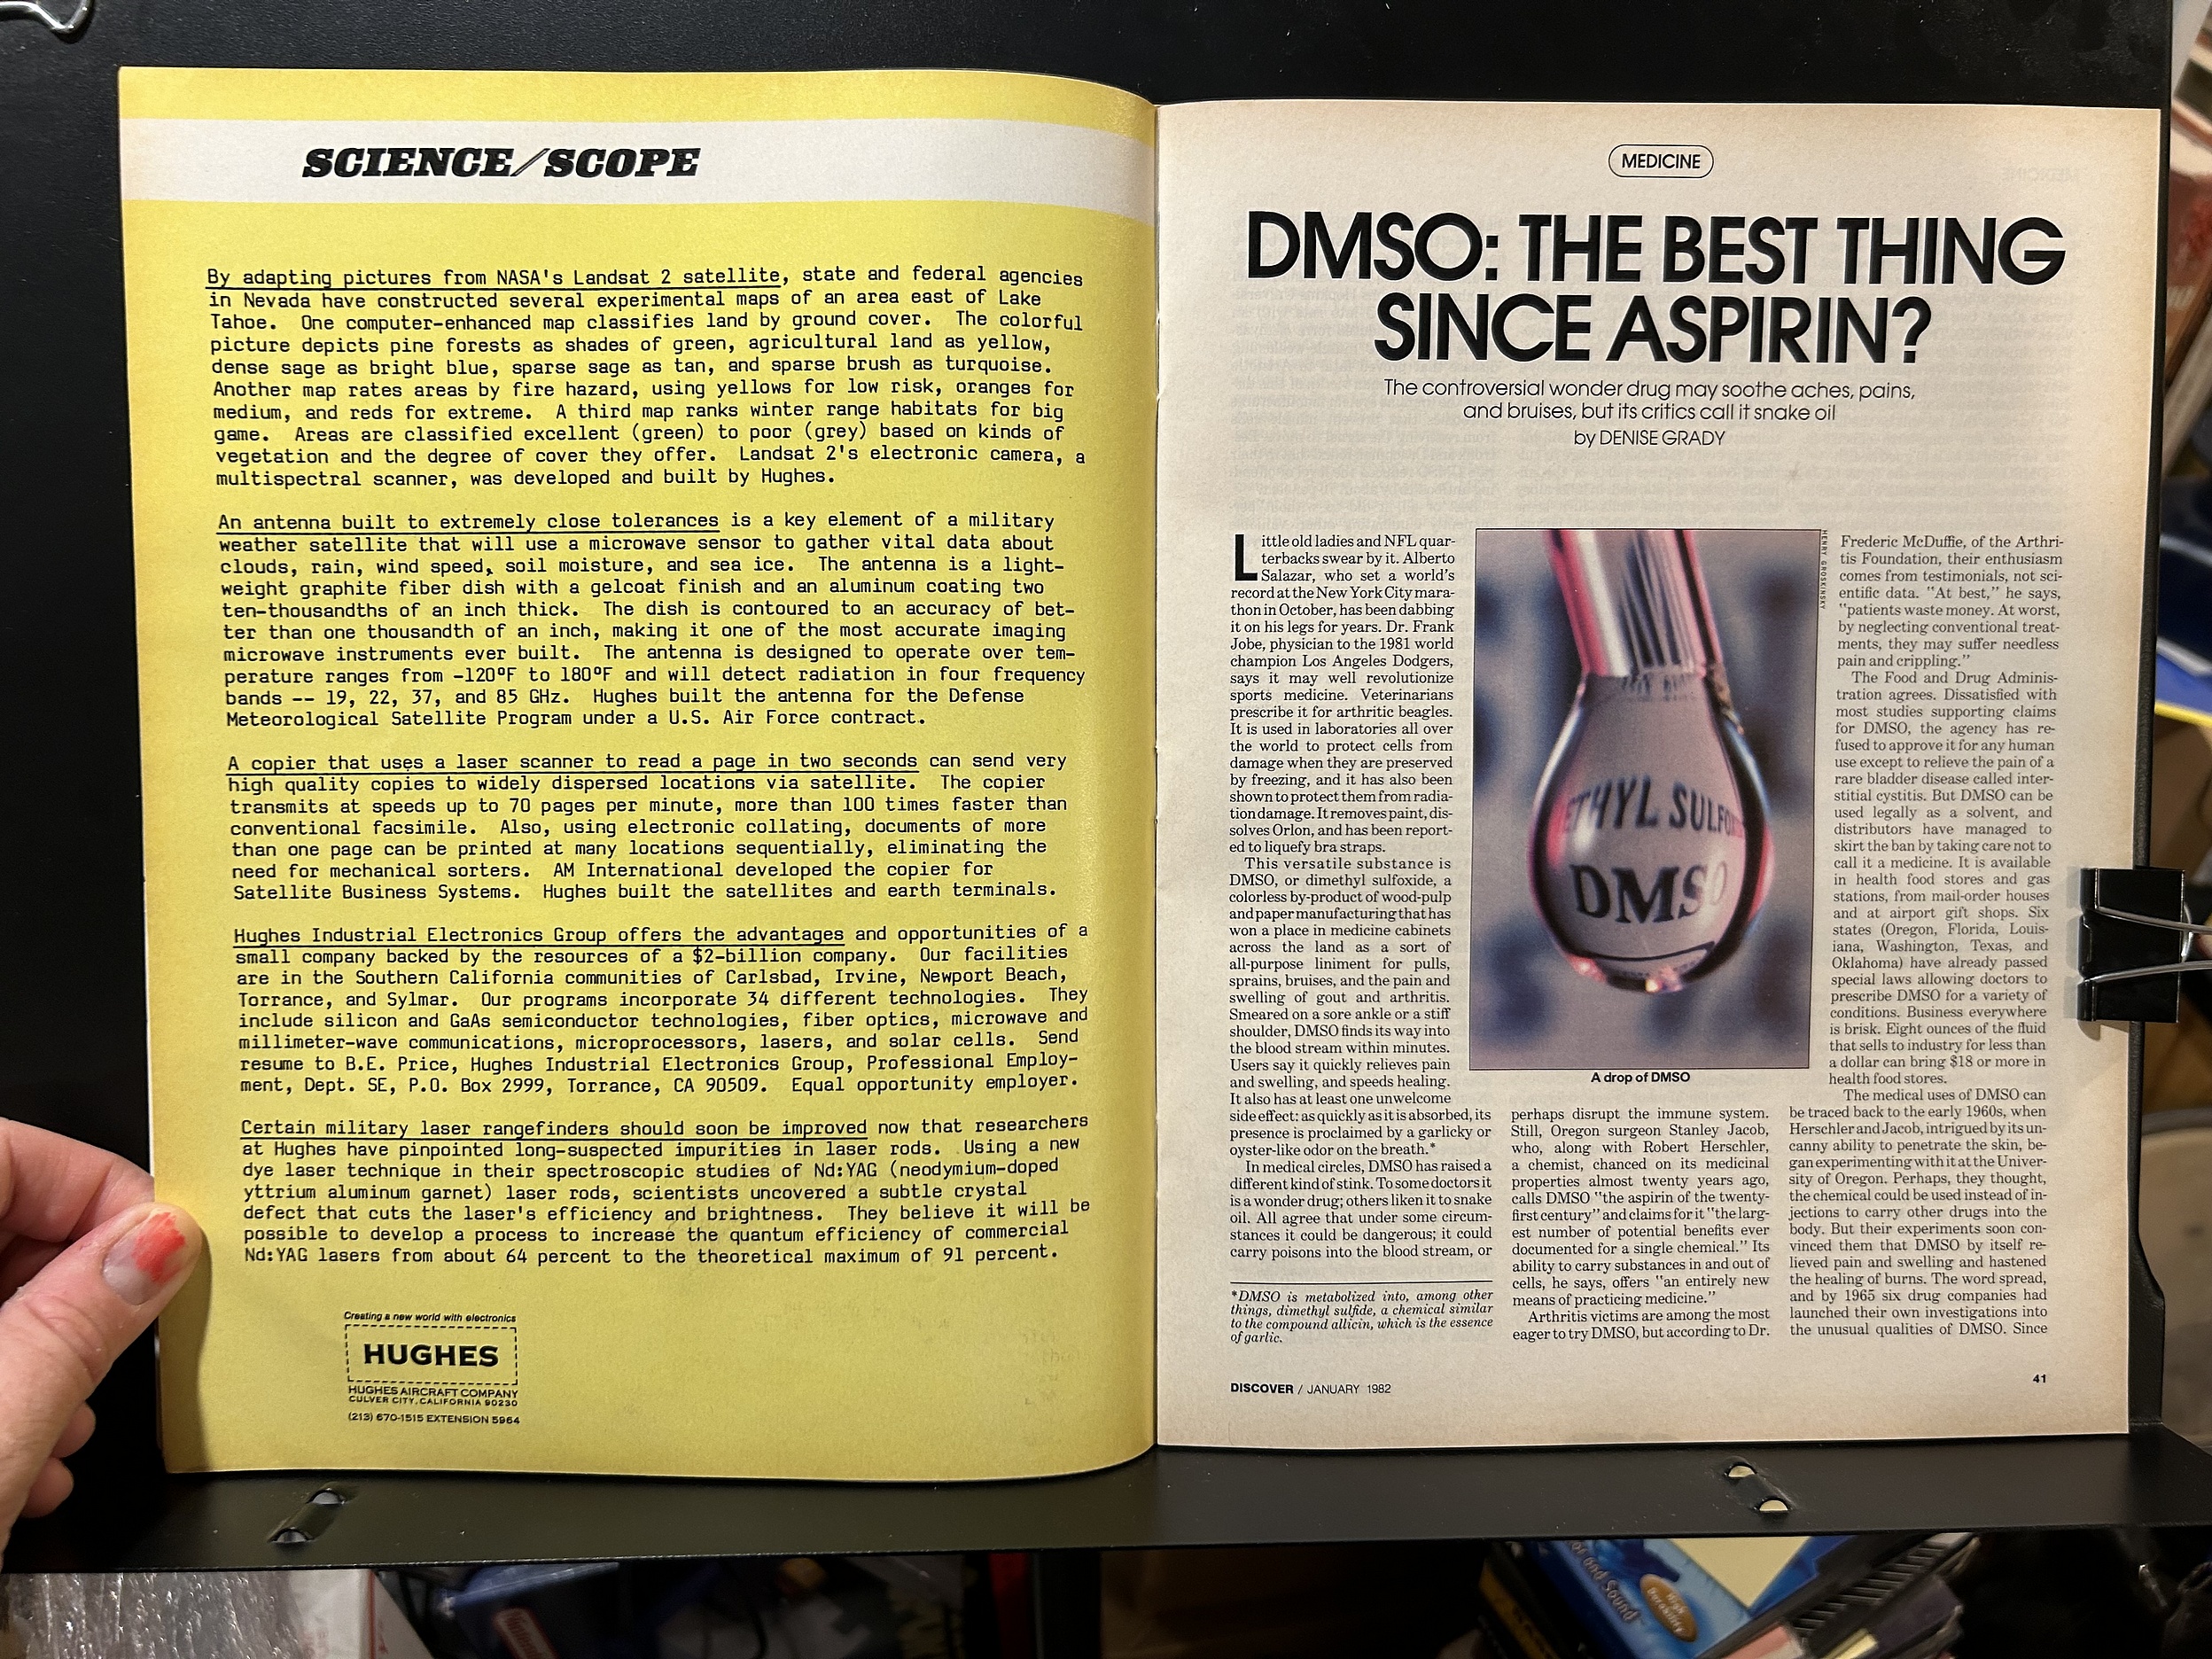 SCIENCE/SCOPE
By adapting pictures from NASA's Landsat 2 satellite, state and federal agencies
in Nevada have constructed several experimental maps of an area east of Lake
Tahoe. One computer-enhanced map classifies land by ground cover. The colorful
picture depicts pine forests as shades of green, agricultural land as yellow,
dense sage as bright blue, sparse sage as tan, and sparse brush as turquoise.
Another map rates areas by fire hazard, using yellows for low risk, oranges for
medium, and reds for extreme. A third map ranks winter range habitats for big
game. Areas are classified excellent (green) to poor (grey) based on kinds of
vegetation and the degree of cover they offer. Landsat 2's electronic camera, a
multispectral scanner, was developed and built by Hughes.
An antenna built to extremely close tolerances is a key element of a military
weather satellite that will use a microwave sensor to gather vital data about
clouds, rain, wind speed, soil moisture, and sea ice. The antenna is a light-
weight graphite fiber dish with a gelcoat finish and an aluminum coating two
ten-thousandths of an inch thick. The dish is contoured to an accuracy of bet-
ter than one thousandth of an inch, making it one of the most accurate imaging
microwave instruments ever built. The antenna is designed to operate over tem-
perature ranges from -120°F to 180°F and will detect radiation in four frequency
bands -- 19, 22, 37, and 85 GHz. Hughes built the antenna for the Defense
Meteorological Satellite Program under a U.S. Air Force contract.
A copier that uses a laser scanner to read a page in two seconds can send very
high quality copies to widely dispersed locations via satellite. The copier
transmits at speeds up to 70 pages per minute, more than 100 times faster than
conventional facsimile. Also, using electronic collating, documents of more
than one page can be printed at many locations sequentially, eliminating the
need for mechanical sorters. AM International developed the copier for
Satellite Business Systems. Hughes built the satellites and earth terminals.
Hughes Industrial Electronics Group offers the advantages and opportunities of a
small company backed by the resources of a $2-billion company. Our facilities
are in the Southern California communities of Carlsbad, Irvine, Newport Beach,
Torrance, and Sylmar. Our programs incorporate 34 different technologies. They
include silicon and GaAs semiconductor technologies, fiber optics, microwave and
millimeter-wave communications, microprocessors, lasers, and solar cells. Send
resume to B.E. Price, Hughes Industrial Electronics Group, Professional Employ-
ment, Dept. SE, P.O. Box 2999, Torrance, CA 90509. Equal opportunity employer.
Certain military laser rangefinders should soon be improved now that researchers
at Hughes have pinpointed long-suspected impurities in laser rods. Using a new
dye laser technique in their spectroscopic studies of Nd:YAG (neodymium-doped
yttrium aluminum garnet) laser rods, scientists uncovered a subtle crystal
defect that cuts the laser's efficiency and brightness. They believe it will be
possible to develop a process to increase the quantum efficiency of commercial
Nd:YAG lasers from about 64 percent to the theoretical maximum of 91 percent.
Creating a new world with electronics
HUGHES
HUGHES AIRCRAFT COMPANY
CULVER CITY, CALIFORNIA 90230
(213) 670-1515 EXTENSION 5964
MEDICINE
DMSO: THE BEST THING
SINCE ASPIRIN?
The controversial wonder drug may soothe aches, pains,
and bruises, but its critics call it snake oil
by DENISE GRADY
Little old ladies and NFL quar-
terbacks swear by it. Alberto
Salazar, who set a world's
record at the New York City mara-
thon in October, has been dabbing
it on his legs for years. Dr. Frank
Jobe, physician to the 1981 world
champion Los Angeles Dodgers,
says it may well revolutionize
sports medicine. Veterinarians
prescribe it for arthritic beagles.
It is used in laboratories all over
the world to protect cells from
damage when they are preserved
by freezing, and it has also been
shown to protect them from radia-
tion damage. It removes paint, dis-
solves Orlon, and has been report-
ed to liquefy bra straps.
This versatile substance is
DMSO, or dimethyl sulfoxide, a
colorless by-product of wood-pulp
and paper manufacturing that has
won a place in medicine cabinets
across the land as a sort of
all-purpose liniment for pulls,
sprains, bruises, and the pain and
swelling of gout and arthritis.
Smeared on a sore ankle or a stiff
shoulder, DMSO finds its way into
the blood stream within minutes.
Users say it quickly relieves pain
and swelling, and speeds healing.
It also has at least one unwelcome
side effect: as quickly as it is absorbed, its
presence is proclaimed by a garlicky or
oyster-like odor on the breath.*
In medical circles, DMSO has raised a
different kind of stink. To some doctors it
is a wonder drug; others liken it to snake
oil. All agree that under some circum-
stances it could be dangerous; it could
carry poisons into the blood stream, or
*DMSO is metabolized into, among other
things, dimethyl sulfide, a chemical similar
to the compound allicin, which is the essence
of garlic.
ETHYL SULFO
DMSO
HENRY GROSKINSKY
A drop of DMSO
perhaps disrupt the immune system.
Still, Oregon surgeon Stanley Jacob,
who, along with Robert Herschler,
a chemist, chanced on its medicinal
properties almost twenty years ago,
calls DMSO "the aspirin of the twenty-
first century" and claims for it "the larg-
est number of potential benefits ever
documented for a single chemical." Its
ability to carry substances in and out of
cells, he says, offers "an entirely new
means of practicing medicine."
Arthritis victims are among the most
eager to try DMSO, but according to Dr.
Frederic McDuffie, of the Arthri-
tis Foundation, their enthusiasm
comes from testimonials, not sci-
entific data. "At best," he says,
"patients waste money. At worst,
by neglecting conventional treat-
ments, they may suffer needless
pain and crippling."
The Food and Drug Adminis-
tration agrees. Dissatisfied with
most studies supporting claims
for DMSO, the agency has re-
fused to approve it for any human
use except to relieve the pain of a
rare bladder disease called inter-
stitial cystitis. But DMSO can be
used legally as a solvent, and
distributors have managed to
skirt the ban by taking care not to
call it a medicine. It is available
in health food stores and gas
stations, from mail-order houses
and at airport gift shops. Six
states (Oregon, Florida, Louis-
iana, Washington, Texas, and
Oklahoma) have already passed
special laws allowing doctors to
prescribe DMSO for a variety of
conditions. Business everywhere
is brisk. Eight ounces of the fluid
that sells to industry for less than
a dollar can bring $18 or more in
health food stores.
The medical uses of DMSO can
be traced back to the early 1960s, when
Herschler and Jacob, intrigued by its un-
canny ability to penetrate the skin, be-
gan experimenting with it at the Univer-
sity of Oregon. Perhaps, they thought,
the chemical could be used instead of in-
jections to carry other drugs into the
body. But their experiments soon con-
vinced them that DMSO by itself re-
lieved pain and swelling and hastened
the healing of burns. The word spread,
and by 1965 six drug companies had
launched their own investigations into
the unusual qualities of DMSO. Since
DISCOVER / JANUARY 1982
41
and Sound
High